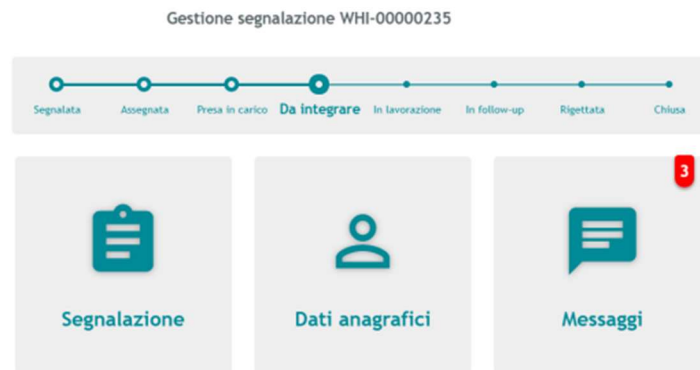 Gestione segnalazione WHI-00000235
Segnalata Assegnata Presa in carico Da integrare In lavorazione In follow-up Rigettata Chiusa
3
Segnalazione Dati anagrafici Messaggi